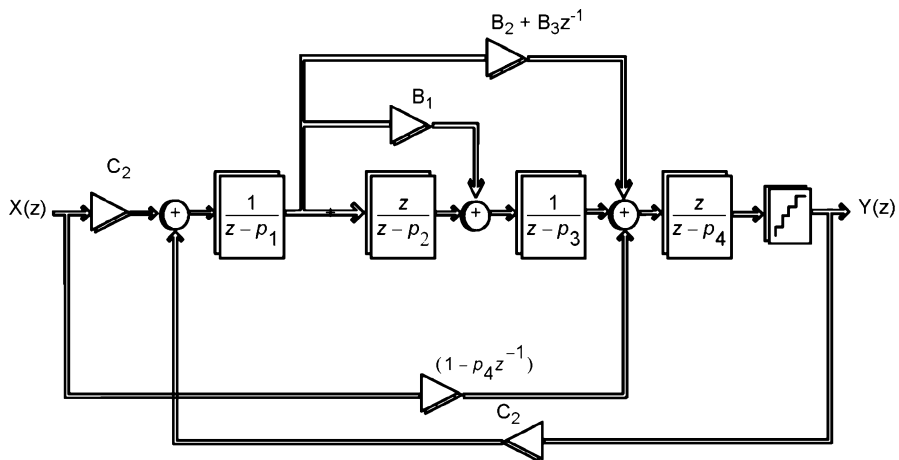 B₂ + B₃z⁻¹
B₁
C₂
X(z)
+
1
z – p₁
+
z
z – p₂
+
1
z – p₃
+
z
z – p₄
Y(z)
(1 – p₄z⁻¹)
C₂